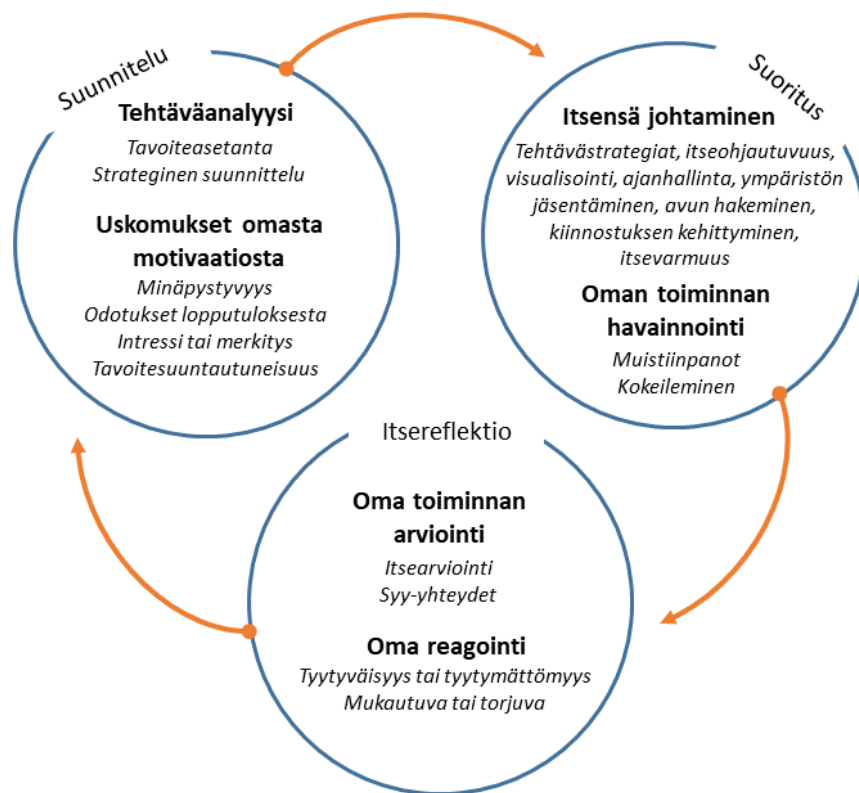 Suunnitelu
Tehtäväanalyysi
Tavoiteasetanta
Strateginen suunnittelu
Uskomukset omasta
motivaatiosta
Minäpystyvyys
Odotukset lopputuloksesta
Intressi tai merkitys
Tavoitesuuntautuneisuus
Suoritus
Itsensä johtaminen
Tehtävästrategiat, itseohjautuvuus,
visualisointi, ajanhallinta, ympäristön
jäsentäminen, avun hakeminen,
kiinnostuksen kehittyminen,
itsevarmuus
Oman toiminnan
havainnointi
Muistiinpanot
Kokeileminen
Itsereflektio
Oma toiminnan
arviointi
Itsearviointi
Syy-yhteydet
Oma reagointi
Tyytyväisyys tai tyytymättömyys
Mukautuva tai torjuva